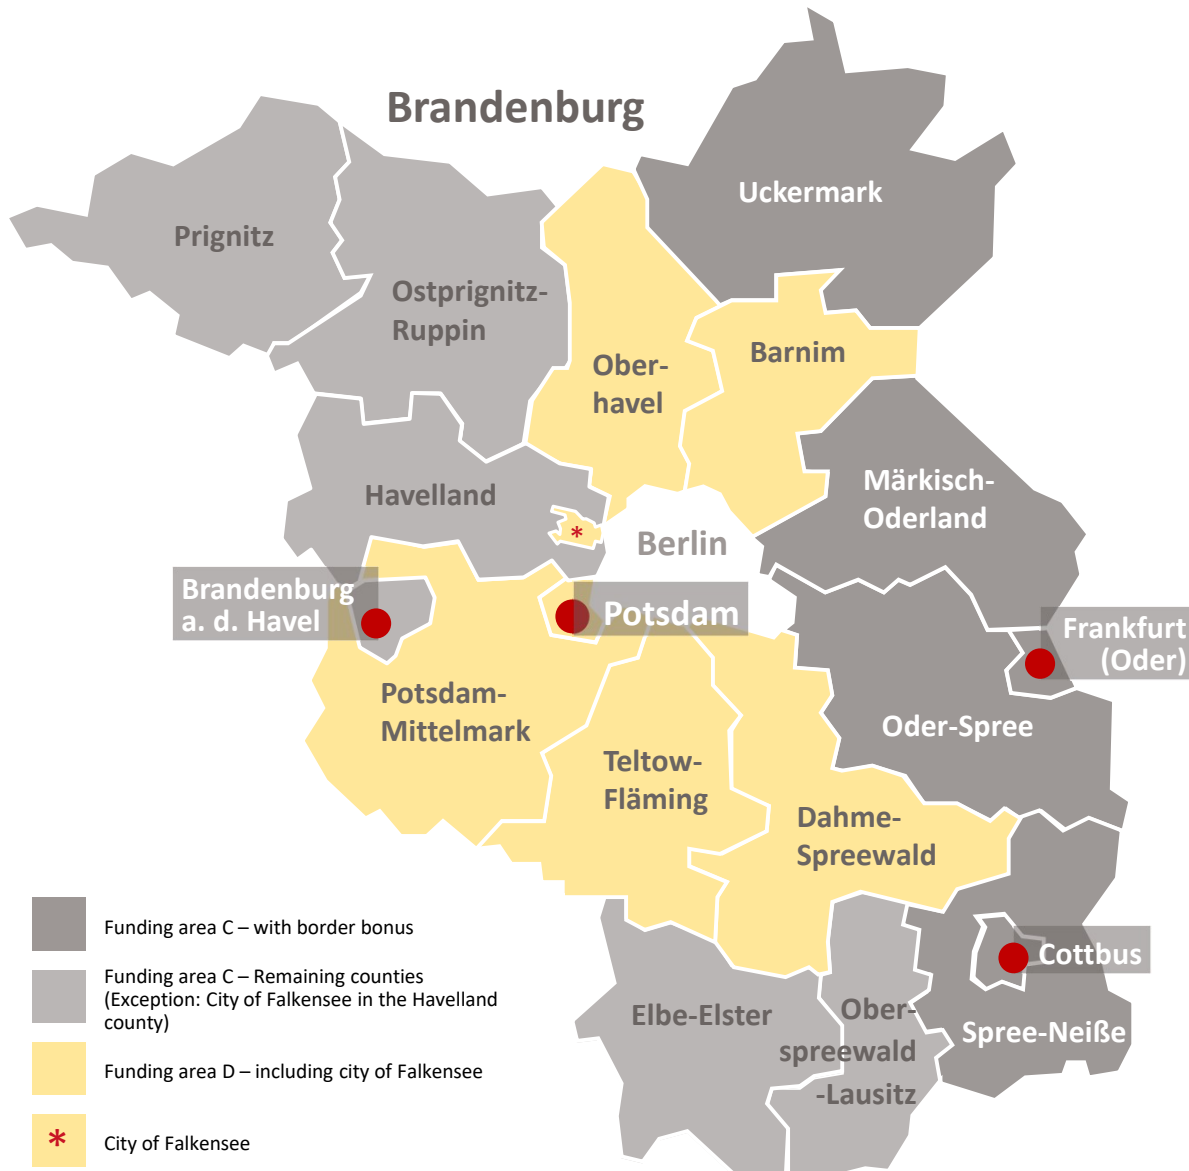 Brandenburg
Uckermark
Prignitz
Ostprignitz-
Ruppin
Ober-
havel
Barnim
Havelland
Märkisch-
Oderland
*
Berlin
Brandenburg
a. d. Havel
Potsdam
Frankfurt
(Oder)
Potsdam-
Mittelmark
Oder-Spree
Teltow-
Fläming
Dahme-
Spreewald
Cottbus
Elbe-Elster
Ober-
spreewald
-Lausitz
Spree-Neiße
Funding area C – with border bonus
Funding area C – Remaining counties
(Exception: City of Falkensee in the Havelland
county)
Funding area D – including city of Falkensee
* City of Falkensee